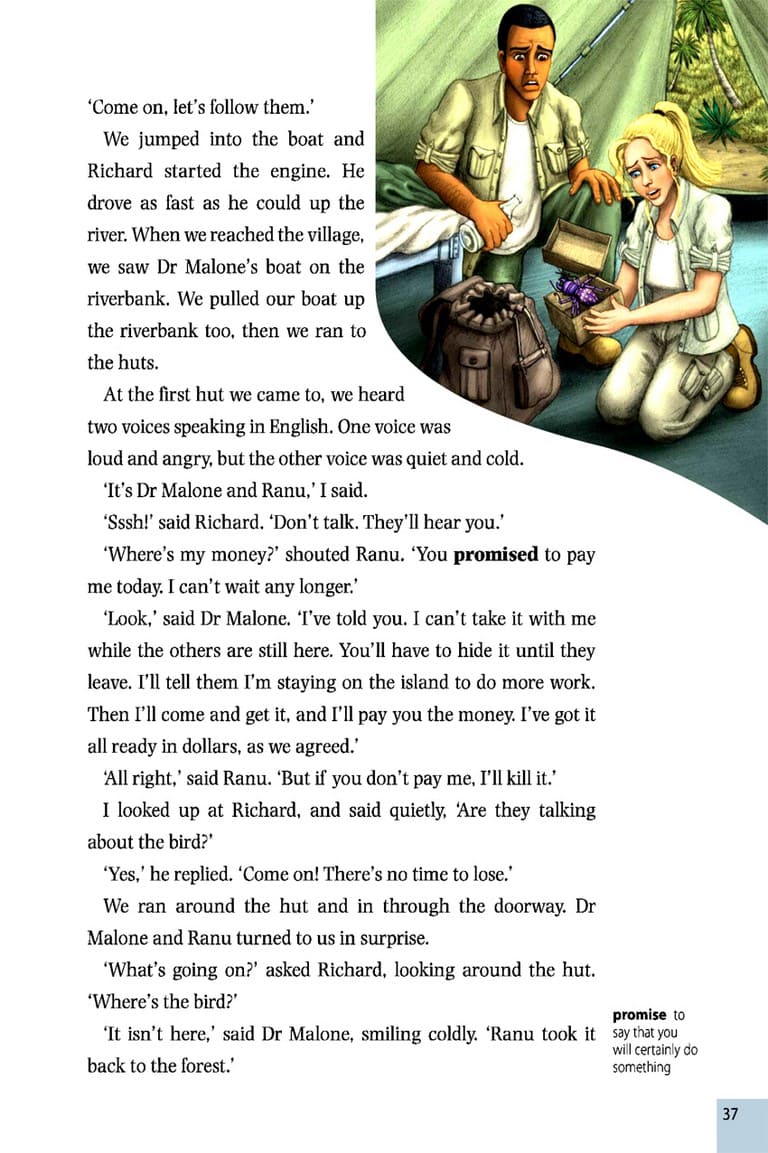 ‘Come on, let’s follow them.’
We jumped into the boat and
Richard started the engine. He
drove as fast as he could up the
river. When we reached the village,
we saw Dr Malone’s boat on the
riverbank. We pulled our boat up
the riverbank too, then we ran to
the huts.
At the first hut we came to, we heard
two voices speaking in English. One voice was
loud and angry, but the other voice was quiet and cold.
‘It’s Dr Malone and Ranu,’ I said.
‘Sssh!’ said Richard. ‘Don’t talk. They’ll hear you.’
‘Where’s my money?’ shouted Ranu. ‘You promised to pay
me today. I can’t wait any longer.’
‘Look,’ said Dr Malone. ‘I’ve told you. I can’t take it with me
while the others are still here. You’ll have to hide it until they
leave. I’ll tell them I’m staying on the island to do more work.
Then I’ll come and get it, and I’ll pay you the money. I’ve got it
all ready in dollars, as we agreed.’
‘All right,’ said Ranu. ‘But if you don’t pay me, I’ll kill it.’
I looked up at Richard, and said quietly, ‘Are they talking
about the bird?’
‘Yes,’ he replied. ‘Come on! There’s no time to lose.’
We ran around the hut and in through the doorway. Dr
Malone and Ranu turned to us in surprise.
‘What’s going on?’ asked Richard, looking around the hut.
‘Where’s the bird?’
‘It isn’t here,’ said Dr Malone, smiling coldly. ‘Ranu took it
back to the forest.’
promise to
say that you
will certainly do
something
37